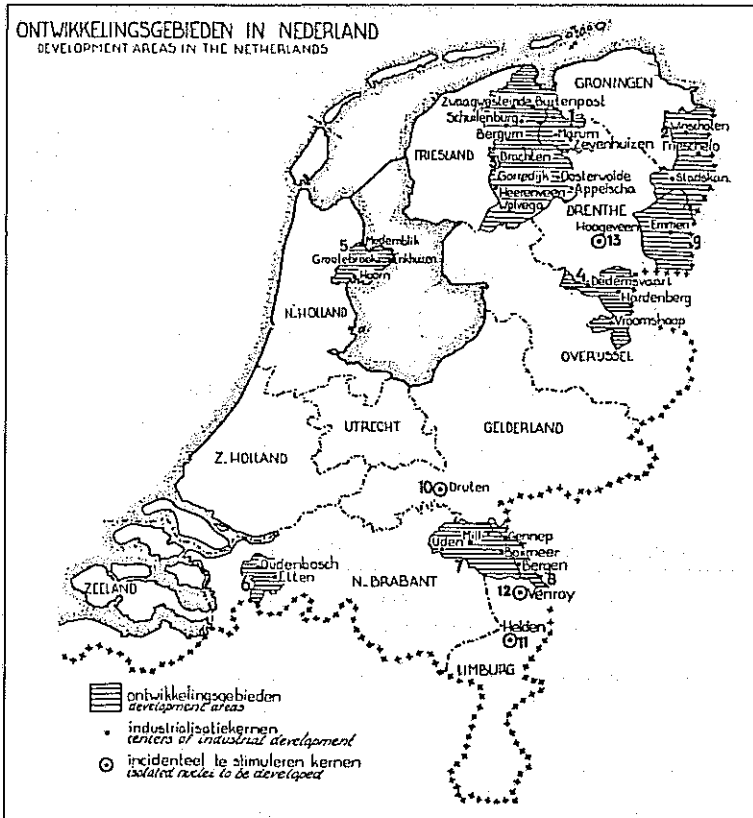 ONTWIKKELINGSGEBIEDEN IN NEDERLAND
DEVELOPMENT AREAS IN THE NETHERLANDS
GRONINGEN
Zwaagwesteinde Buitenpost
Schuilenburg 1
Bergum Marum
Zevenhuizen
2 Winschoten
FRIESLAND
3 Drachten
Gorredijk Oosterwolde
Heerenveen Appelscha
Wolvega
Stadskan.
DRENTHE
Hoogeveen
13
Emmen
9
5 Medemblik
Grootebroek Enkhuizen
Hoorn
N. HOLLAND
4 Dedemsvaart
Hardenberg
Vroomshoop
OVERIJSSEL
UTRECHT
GELDERLAND
Z. HOLLAND
10 Druten
Uden Mill Gennep
Boxmeer
7 Bergen
8
12 Venray
Oudenbosch
6 Etten
N. BRABANT
ZEELAND
Helden
11
LIMBURG
ontwikkelingsgebieden
development areas
industrialisatiekernen
centers of industrial development
incidenteel te stimuleren kernen
isolated nuclei to be developed